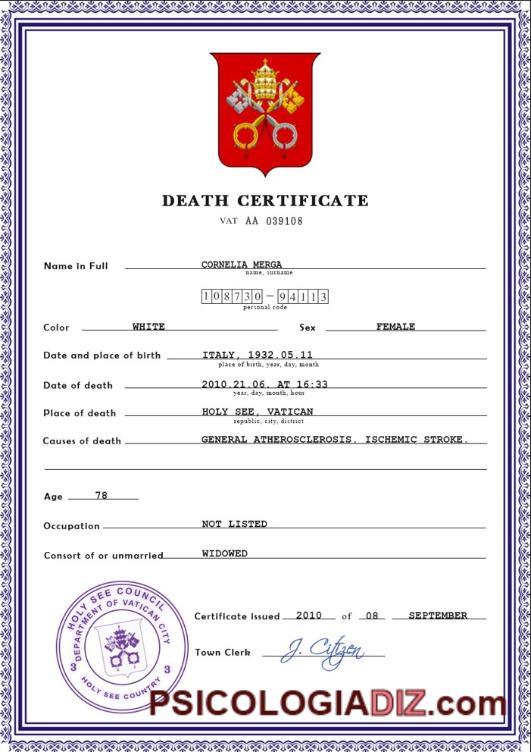 DEATH CERTIFICATE
VAT AA 039108
Name in Full CORNELIA MERGA
name, surname
108730-94113
personal code
Color WHITE Sex FEMALE
Date and place of birth ITALY, 1932.05.11
place of birth, year, day, month
Date of death 2010.21.06. AT 16:33
year, day, month, hour
Place of death HOLY SEE, VATICAN
republic, city, district
Causes of death GENERAL ATHEROSCLEROSIS. ISCHEMIC STROKE.
Age 78
Occupation NOT LISTED
Consort of or unmarried WIDOWED
HOLY SEE COUNCIL
DEPARTMENT OF VATICAN CITY
3 3
HOLY SEE COUNTRY
Certificate issued 2010 of 08 SEPTEMBER
Town Clerk J. Citizen
PSICOLOGIADIZ.com